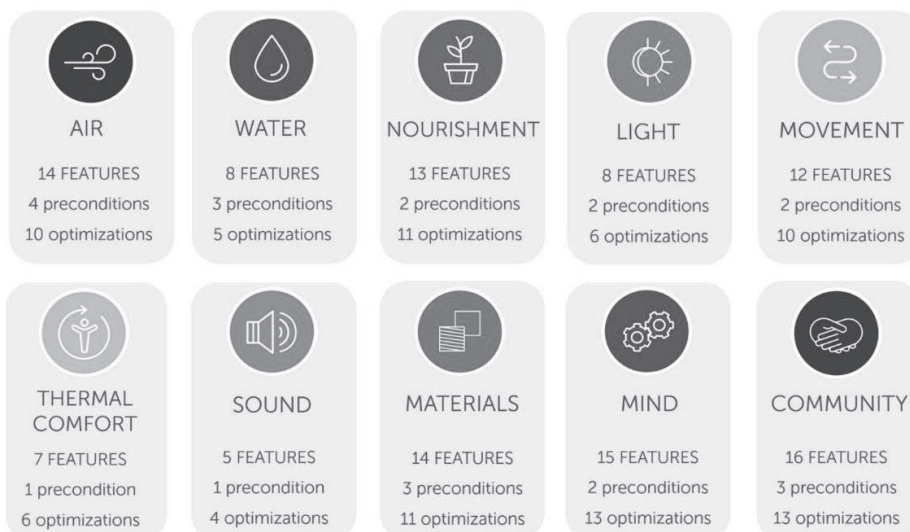 AIR
14 FEATURES
4 preconditions
10 optimizations
WATER
8 FEATURES
3 preconditions
5 optimizations
NOURISHMENT
13 FEATURES
2 preconditions
11 optimizations
LIGHT
8 FEATURES
2 preconditions
6 optimizations
MOVEMENT
12 FEATURES
2 preconditions
10 optimizations
THERMAL
COMFORT
7 FEATURES
1 precondition
6 optimizations
SOUND
5 FEATURES
1 precondition
4 optimizations
MATERIALS
14 FEATURES
3 preconditions
11 optimizations
MIND
15 FEATURES
2 preconditions
13 optimizations
COMMUNITY
16 FEATURES
3 preconditions
13 optimizations